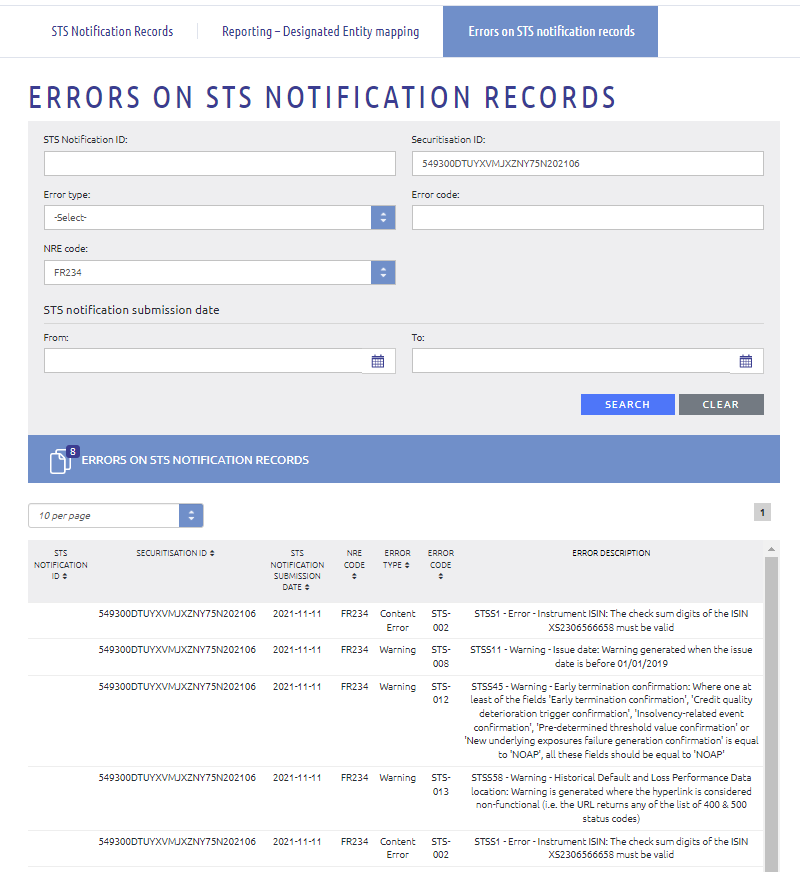 STS Notification Records
Reporting – Designated Entity mapping
Errors on STS notification records
ERRORS ON STS NOTIFICATION RECORDS
STS Notification ID:
Securitisation ID:
549300DTUYXVMJXZNY75N202106
Error type:
Error code:
-Select-
NRE code:
FR234
STS notification submission date
From:
To:
SEARCH
CLEAR
8
ERRORS ON STS NOTIFICATION RECORDS
10 per page
1
STS
NOTIFICATION
ID
SECURITISATION ID
STS
NOTIFICATION
SUBMISSION
DATE
NRE
CODE
ERROR
TYPE
ERROR
CODE
ERROR DESCRIPTION
549300DTUYXVMJXZNY75N202106
2021-11-11
FR234
Content
Error
STS-
002
STSS1 - Error - Instrument ISIN: The check sum digits of the ISIN
XS2306566658 must be valid
549300DTUYXVMJXZNY75N202106
2021-11-11
FR234
Warning
STS-
008
STSS11 - Warning - Issue date: Warning generated when the issue
date is before 01/01/2019
549300DTUYXVMJXZNY75N202106
2021-11-11
FR234
Warning
STS-
012
STSS45 - Warning - Early termination confirmation: Where one at
least of the fields 'Early termination confirmation', 'Credit quality
deterioration trigger confirmation', 'Insolvency-related event
confirmation', 'Pre-determined threshold value confirmation' or
'New underlying exposures failure generation confirmation' is equal
to 'NOAP', all these fields should be equal to 'NOAP'
549300DTUYXVMJXZNY75N202106
2021-11-11
FR234
Warning
STS-
013
STSS58 - Warning - Historical Default and Loss Performance Data
location: Warning is generated where the hyperlink is considered
non-functional (i.e. the URL returns any of the list of 400 & 500
status codes)
549300DTUYXVMJXZNY75N202106
2021-11-11
FR234
Content
Error
STS-
002
STSS1 - Error - Instrument ISIN: The check sum digits of the ISIN
XS2306566658 must be valid